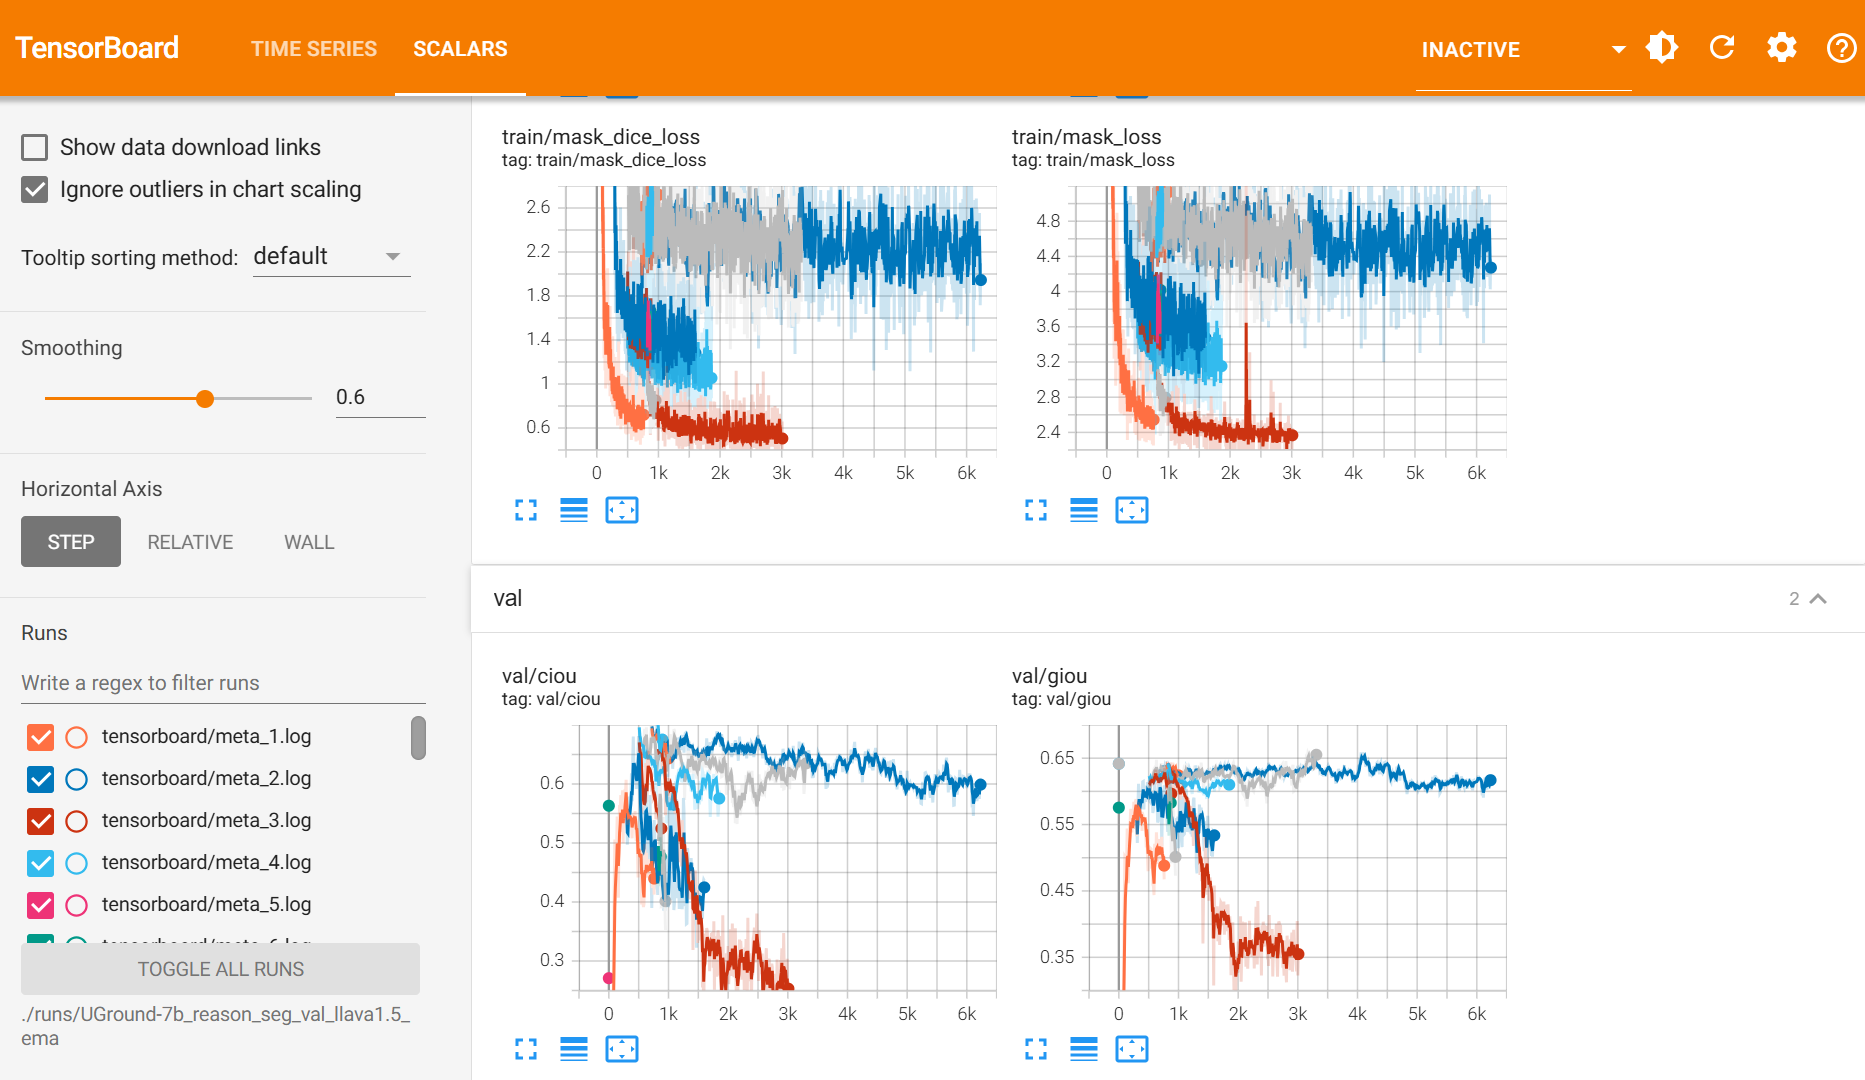 TensorBoard
TIME SERIES
SCALARS
INACTIVE
Show data download links
Ignore outliers in chart scaling
Tooltip sorting method: default
Smoothing
0.6
Horizontal Axis
STEP
RELATIVE
WALL
Runs
Write a regex to filter runs
tensorboard/meta_1.log
tensorboard/meta_2.log
tensorboard/meta_3.log
tensorboard/meta_4.log
tensorboard/meta_5.log
TOGGLE ALL RUNS
./runs/UGround-7b_reason_seg_val_llava1.5_
ema
train/mask_dice_loss
tag: train/mask_dice_loss
2.6
2.2
1.8
1.4
1
0.6
0 1k 2k 3k 4k 5k 6k
train/mask_loss
tag: train/mask_loss
4.8
4.4
4
3.6
3.2
2.8
2.4
0 1k 2k 3k 4k 5k 6k
val
2
val/ciou
tag: val/ciou
0.6
0.5
0.4
0.3
0 1k 2k 3k 4k 5k 6k
val/giou
tag: val/giou
0.65
0.55
0.45
0.35
0 1k 2k 3k 4k 5k 6k